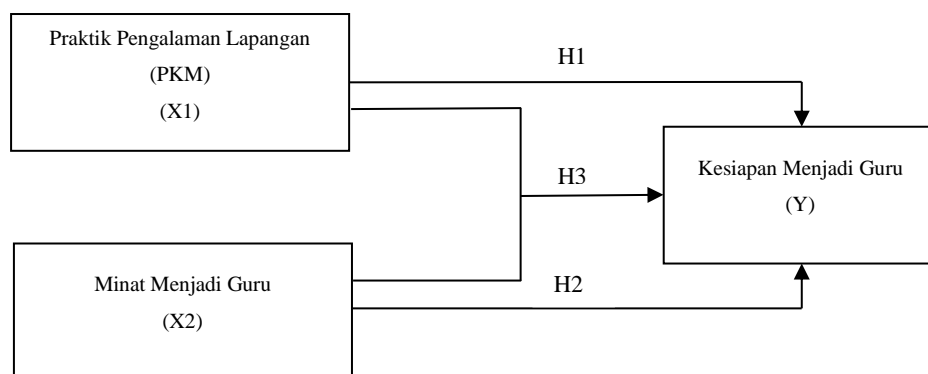 Praktik Pengalaman Lapangan
(PKM)
(X1)
H1
Kesiapan Menjadi Guru
(Y)
H3
Minat Menjadi Guru
(X2)
H2